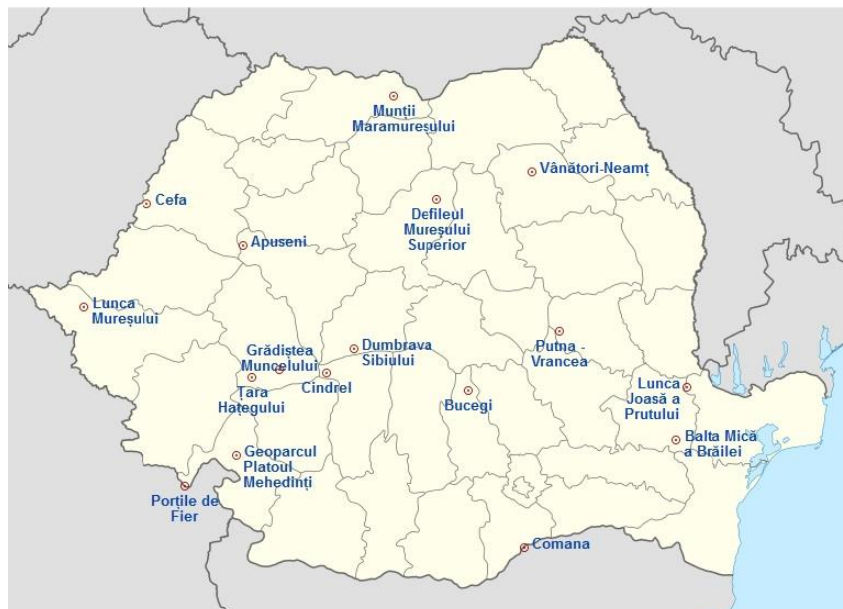 Munții
Maramureșului
Vânători-Neamț
Cefa
Defileul
Mureșului
Superior
Apuseni
Lunca
Mureșului
Grădiștea
Muncelului
Dumbrava
Sibiului
Putna -
Vrancea
Țara
Hațegului
Cindrel
Bucegi
Lunca
Joasă a
Prutului
Geoparcul
Platoul
Mehedinți
Balta Mică
a Brăilei
Porțile de
Fier
Comana